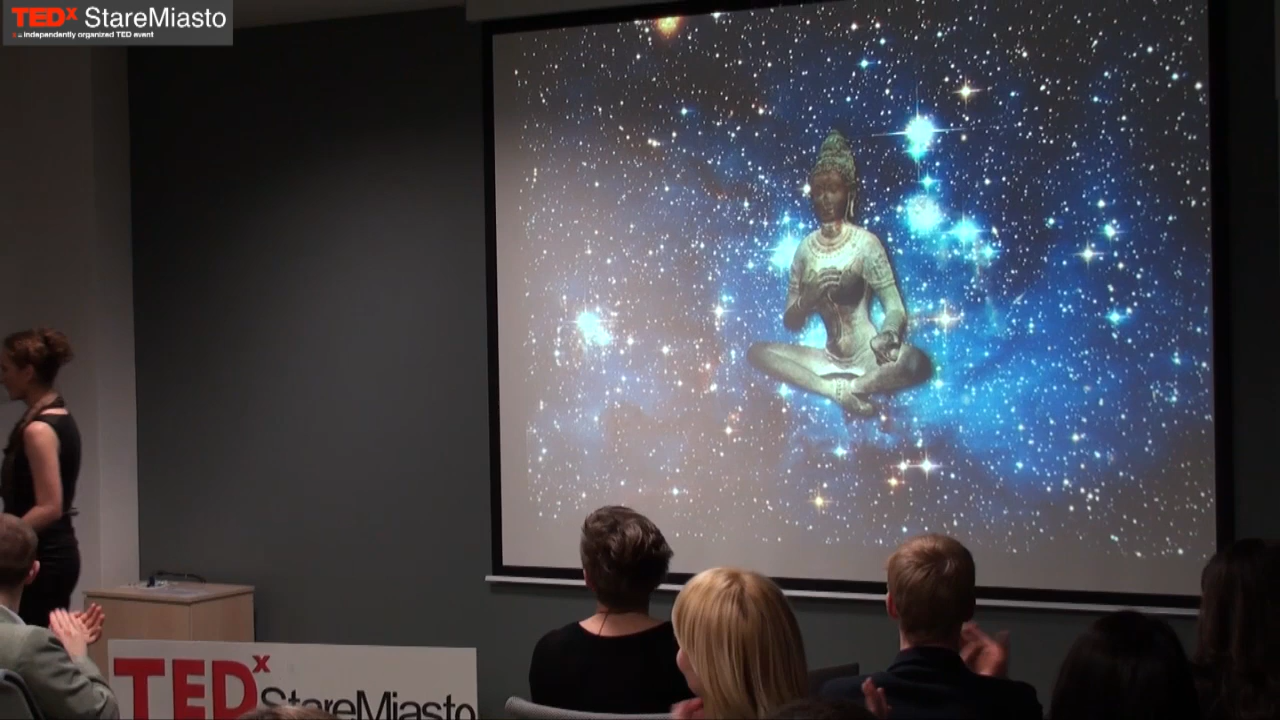 TEDx StareMiasto
x = independently organized TED event
TEDx StareMiasto